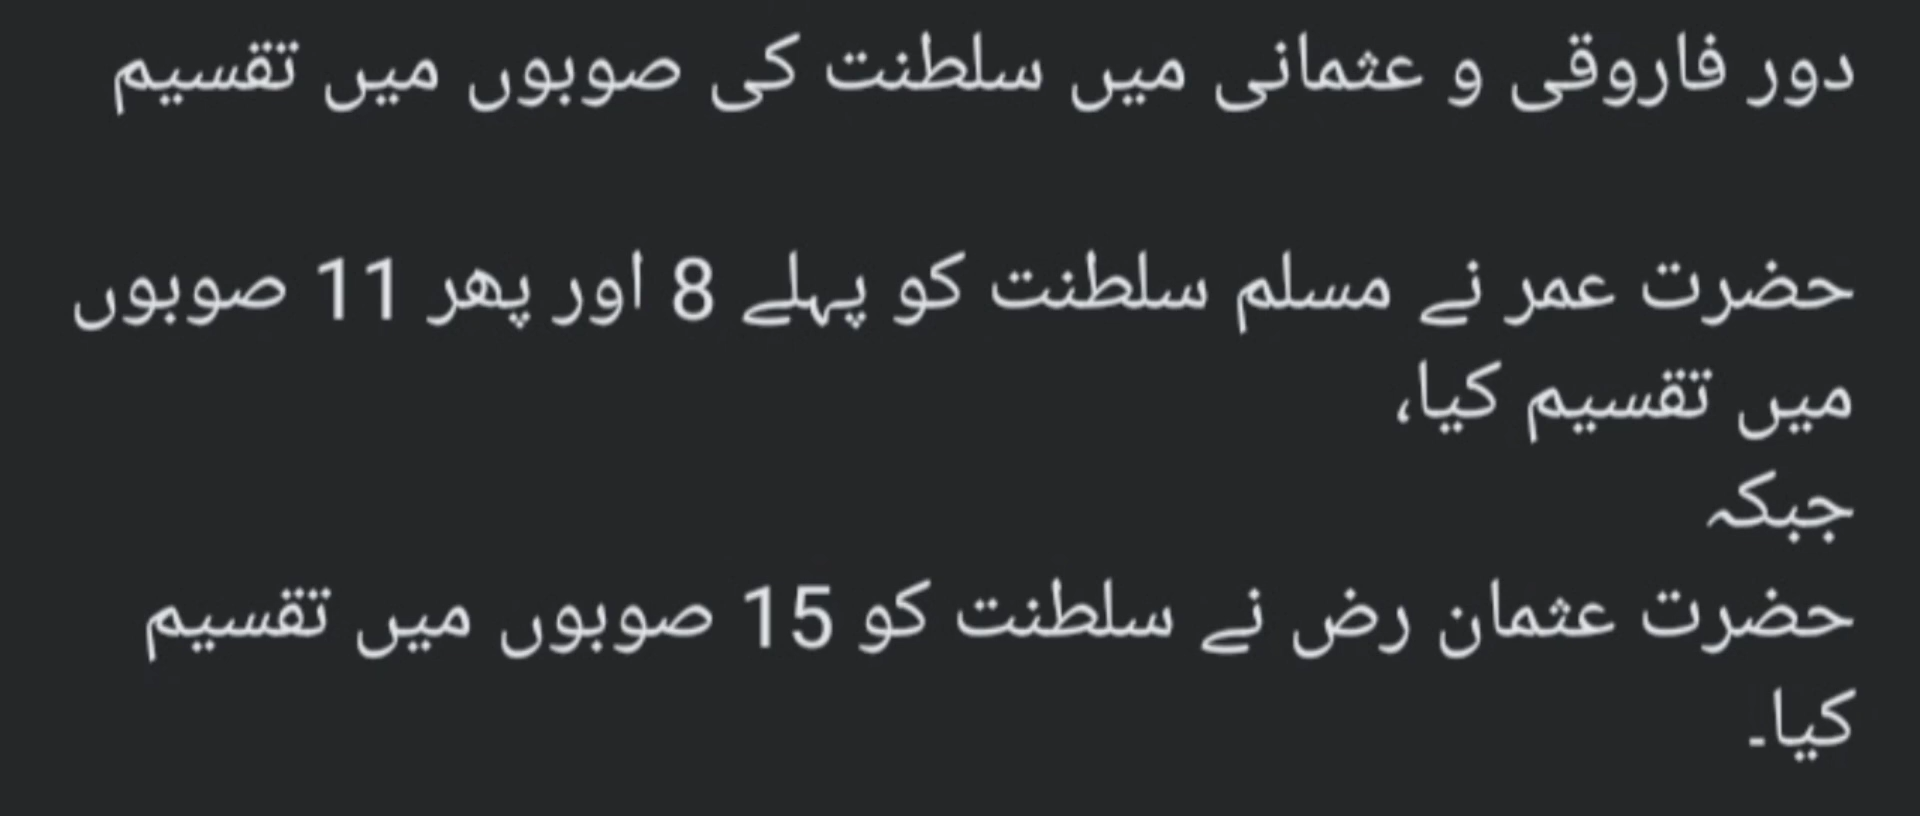 دور فاروقی و عثمانی میں سلطنت کی صوبوں میں تقسیم
حضرت عمر نے مسلم سلطنت کو پہلے 8 اور پھر 11 صوبوں
میں تقسیم کیا،
جبکہ
حضرت عثمان رض نے سلطنت کو 15 صوبوں میں تقسیم
کیا۔